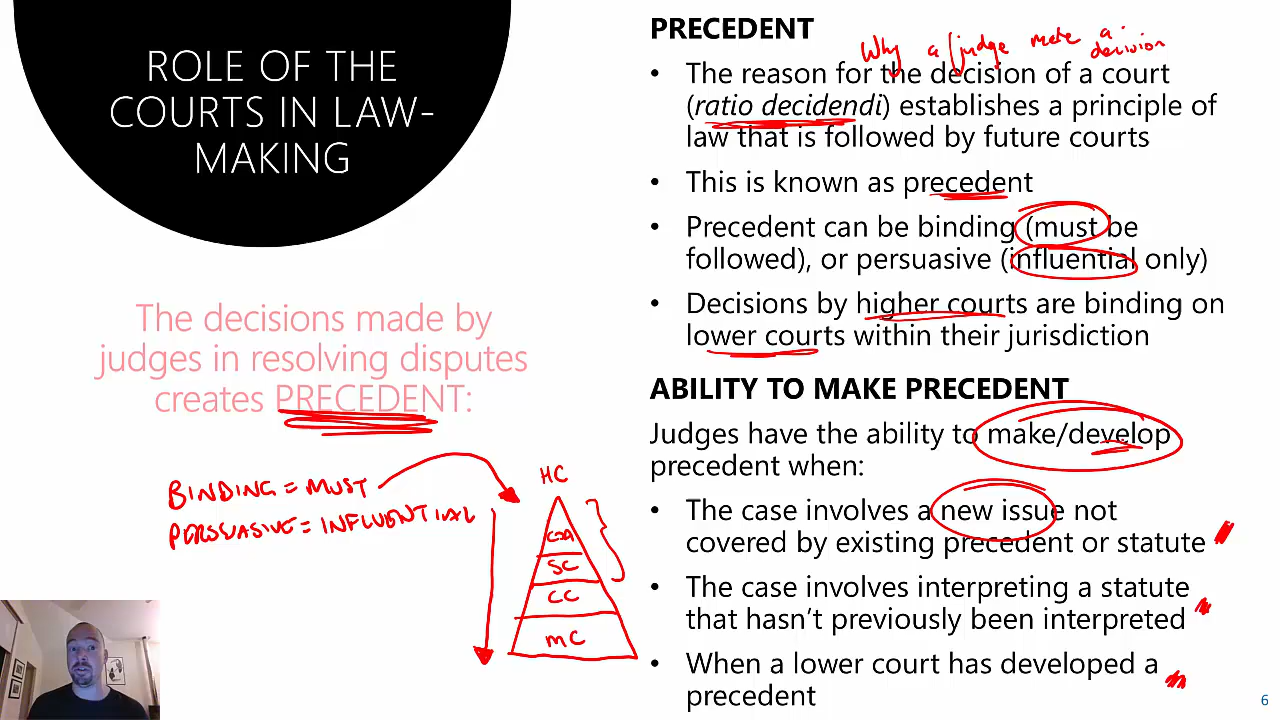 ROLE OF THE
COURTS IN LAW-
MAKING
The decisions made by
judges in resolving disputes
creates PRECEDENT:
BINDING = MUST
PERSUASIVE = INFLUENTIAL
HC
COA
SC
CC
MC
PRECEDENT
Why a judge made a
decision
• The reason for the decision of a court
(ratio decidendi) establishes a principle of
law that is followed by future courts
• This is known as precedent
• Precedent can be binding (must be
followed), or persuasive (influential only)
• Decisions by higher courts are binding on
lower courts within their jurisdiction
ABILITY TO MAKE PRECEDENT
Judges have the ability to make/develop
precedent when:
• The case involves a new issue not
covered by existing precedent or statute
• The case involves interpreting a statute
that hasn't previously been interpreted
• When a lower court has developed a
precedent
6